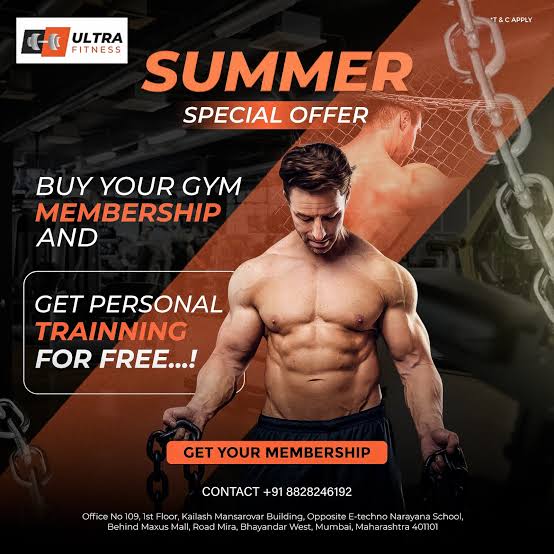 ULTRA
FITNESS
*T & C APPLY
SUMMER
SPECIAL OFFER
BUY YOUR GYM
MEMBERSHIP
AND
GET PERSONAL
TRAINNING
FOR FREE...!
GET YOUR MEMBERSHIP
CONTACT +91 8828246192
Office No 109, 1st Floor, Kailash Mansarovar Building, Opposite E-techno Narayana School,
Behind Maxus Mall, Road Mira, Bhayandar West, Mumbai, Maharashtra 401101